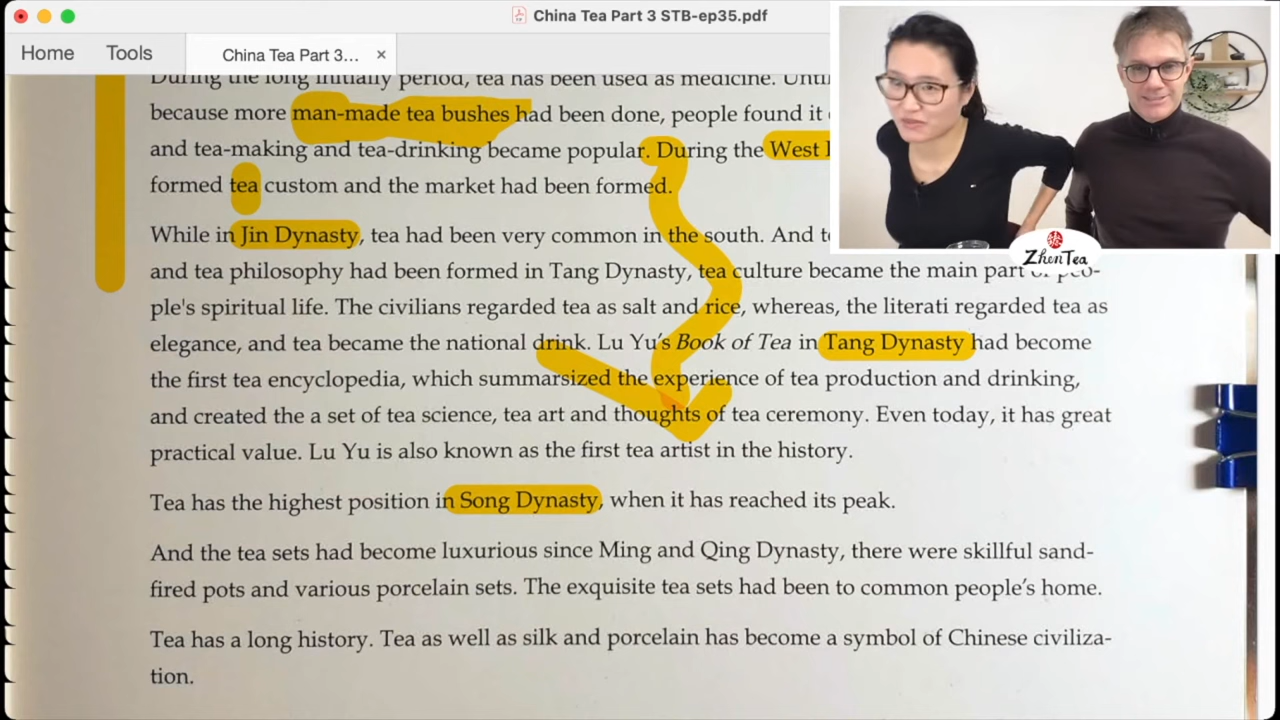 China Tea Part 3 STB-ep35.pdf
Home Tools China Tea Part 3... ×
During the long initially period, tea has been used as medicine.
because more man-made tea bushes had been done, people found it
and tea-making and tea-drinking became popular. During the West
formed tea custom and the market had been formed.
While in Jin Dynasty, tea had been very common in the south. And
and tea philosophy had been formed in Tang Dynasty, tea culture became the main part of peo-
ple's spiritual life. The civilians regarded tea as salt and rice, whereas, the literati regarded tea as
elegance, and tea became the national drink. Lu Yu's Book of Tea in Tang Dynasty had become
the first tea encyclopedia, which summarsized the experience of tea production and drinking,
and created the a set of tea science, tea art and thoughts of tea ceremony. Even today, it has great
practical value. Lu Yu is also known as the first tea artist in the history.
Tea has the highest position in Song Dynasty, when it has reached its peak.
And the tea sets had become luxurious since Ming and Qing Dynasty, there were skillful sand-
fired pots and various porcelain sets. The exquisite tea sets had been to common people's home.
Tea has a long history. Tea as well as silk and porcelain has become a symbol of Chinese civiliza-
tion.
ZhenTea